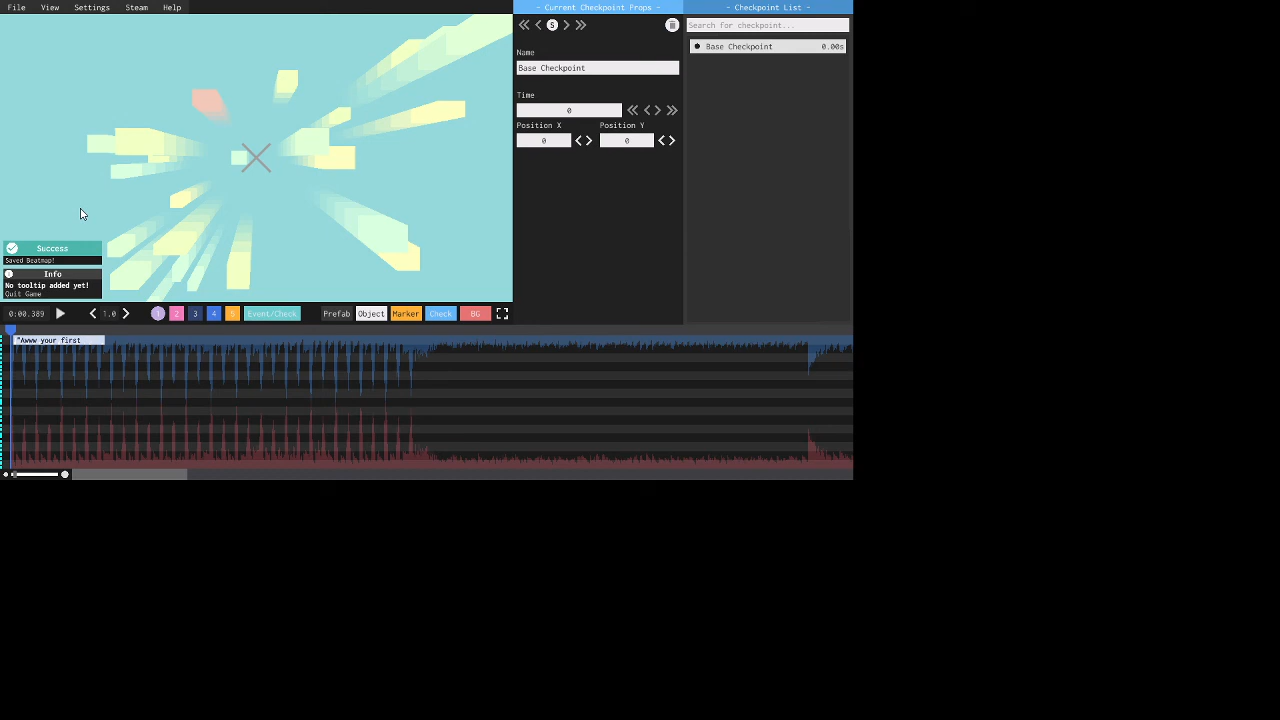 File View Settings Steam Help
- Current Checkpoint Props -
- Checkpoint List -
S
Search for checkpoint...
Base Checkpoint 0.00s
Name
Base Checkpoint
Time
0
Position X Position Y
0 0
Success
Saved Beatmap!
Info
No tooltip added yet!
Quit Game
0:00.389 1.0 1 2 3 4 5 Event/Check Prefab Object Marker Check BG
"Awww your first